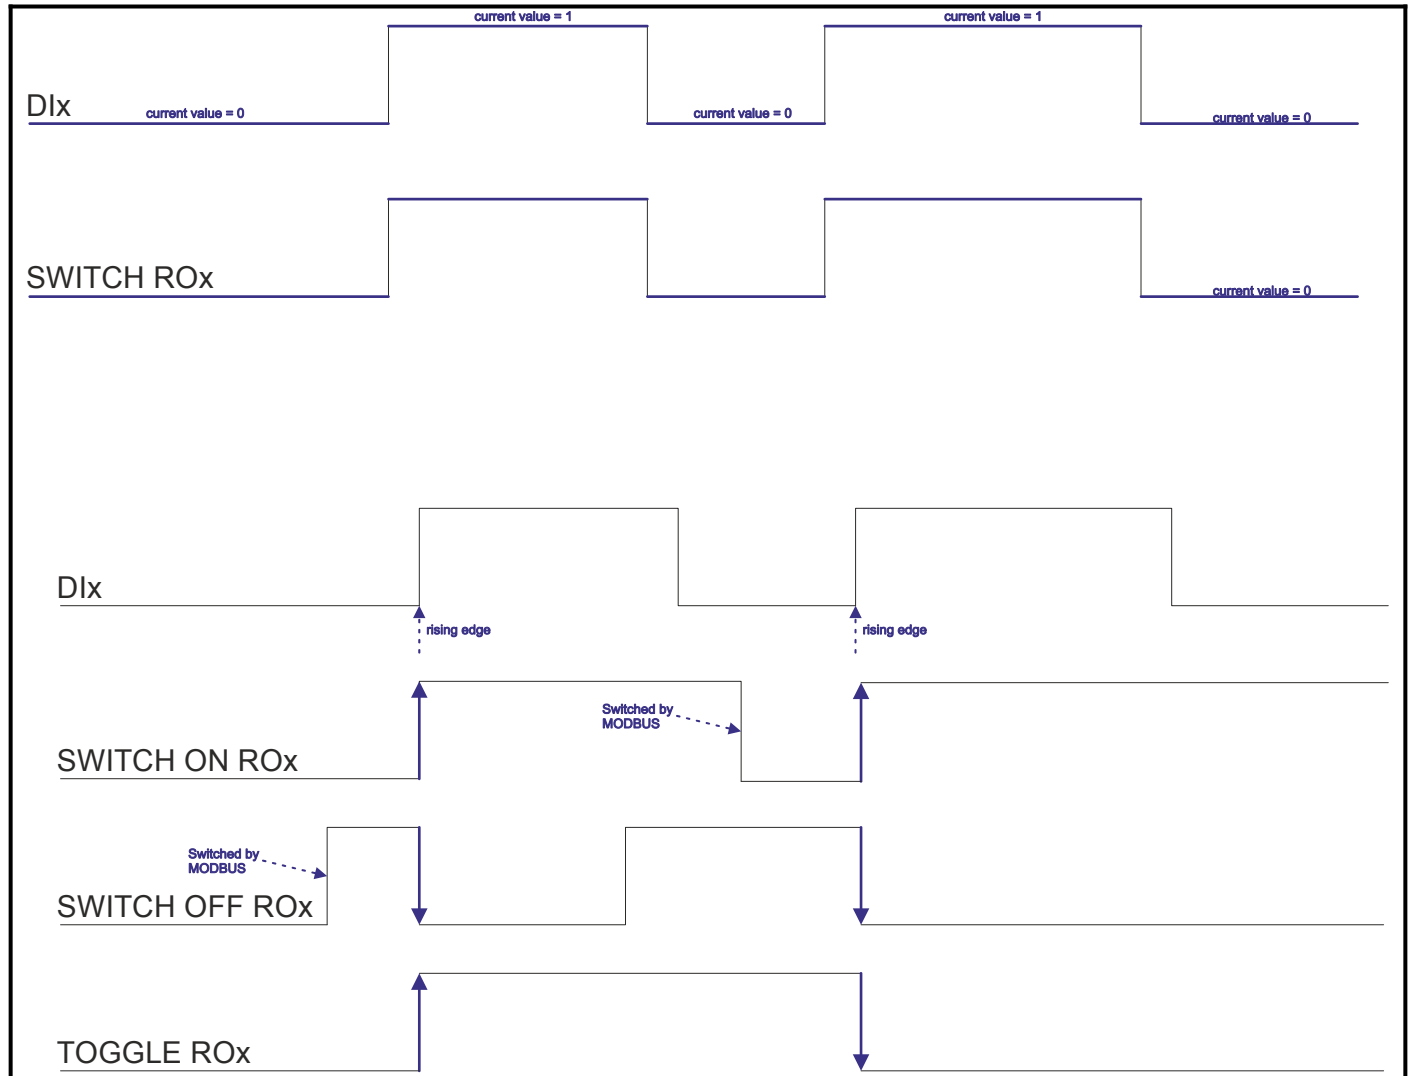 current value = 1
current value = 1
DIx
current value = 0
current value = 0
current value = 0
SWITCH ROx
current value = 0
DIx
rising edge
rising edge
Switched by
MODBUS
SWITCH ON ROx
Switched by
MODBUS
SWITCH OFF ROx
TOGGLE ROx